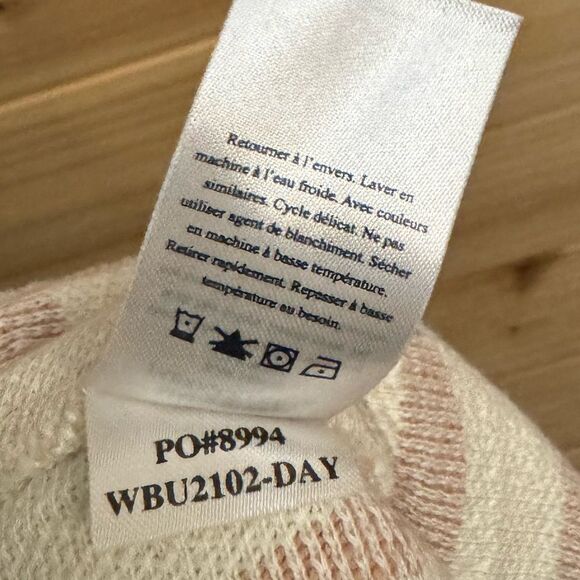 Retourner à l'envers. Laver en
machine à l'eau froide. Avec couleurs
similaires. Cycle délicat. Ne pas
utiliser agent de blanchiment. Sécher
en machine à basse température.
Retirer rapidement. Repesser à basse
température au besoin.
PO#8994
WBU2102-DAY